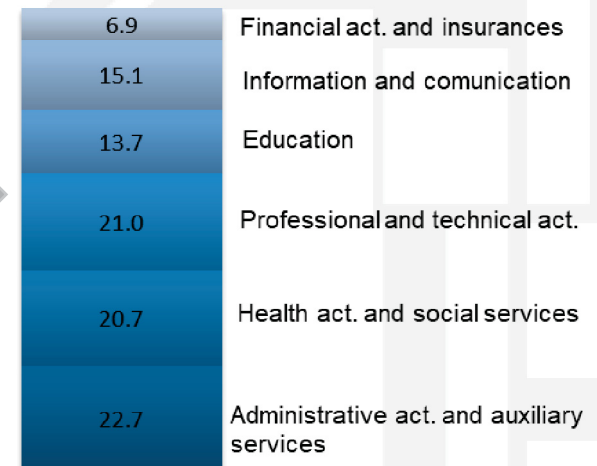 6.9 Financial act. and insurances
15.1 Information and comunication
13.7 Education
21.0 Professional and technical act.
20.7 Health act. and social services
22.7 Administrative act. and auxiliary
services